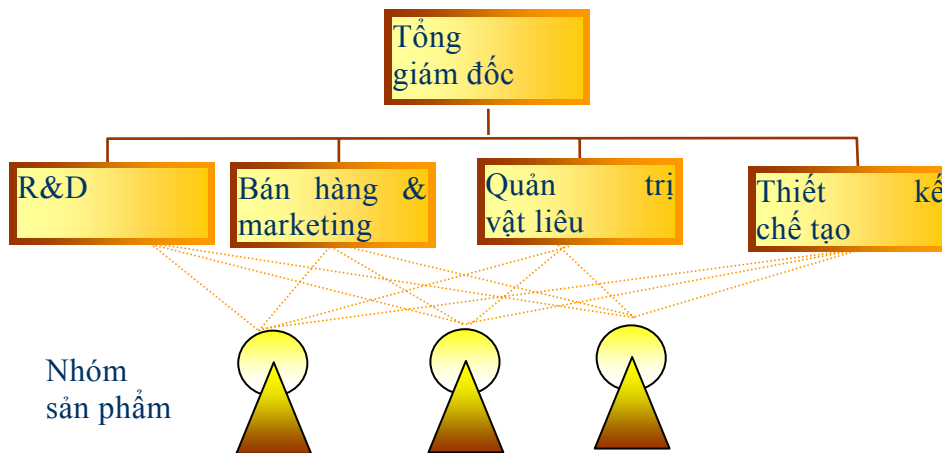 Tổng
giám đốc
R&D
Bán hàng &
marketing
Quản trị
vật liêu
Thiết kế
chế tạo
Nhóm
sản phẩm